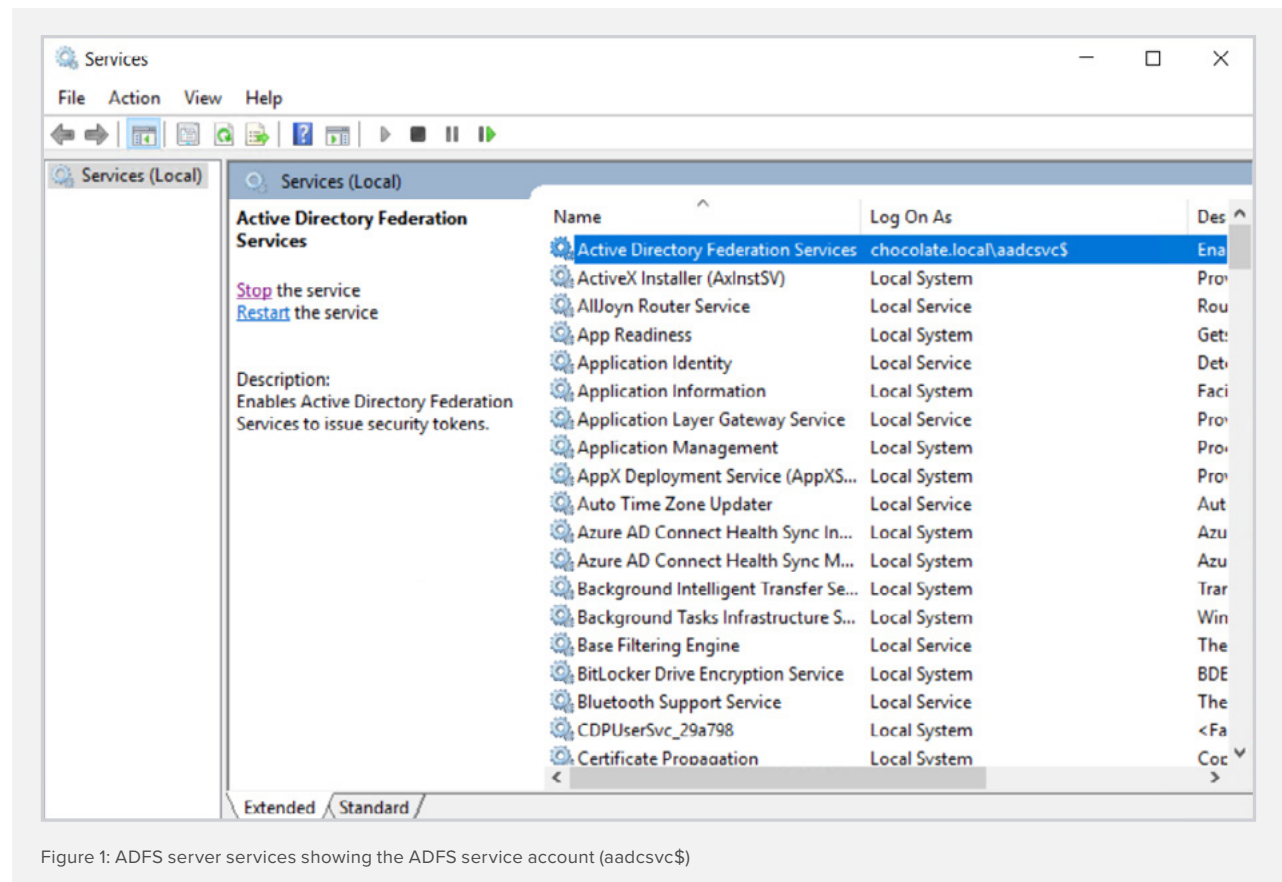 Services
File Action View Help
Services (Local)
Services (Local)
Active Directory Federation
Services
Stop the service
Restart the service
Description:
Enables Active Directory Federation
Services to issue security tokens.
Name Log On As Des
Active Directory Federation Services chocolate.local\aadcsvc$ Ena
ActiveX Installer (AxInstSV) Local System Pro
AllJoyn Router Service Local Service Rou
App Readiness Local System Get
Application Identity Local Service Det
Application Information Local System Faci
Application Layer Gateway Service Local Service Pro
Application Management Local System Pro
AppX Deployment Service (AppXS... Local System Pro
Auto Time Zone Updater Local Service Aut
Azure AD Connect Health Sync In... Local System Azu
Azure AD Connect Health Sync M... Local System Azu
Background Intelligent Transfer Se... Local System Trar
Background Tasks Infrastructure S... Local System Win
Base Filtering Engine Local Service The
BitLocker Drive Encryption Service Local System BDE
Bluetooth Support Service Local Service The
CDPUserSvc_29a798 Local System <Fa
Certificate Propagation Local System Cop
Extended Standard
Figure 1: ADFS server services showing the ADFS service account (aadcsvc$)